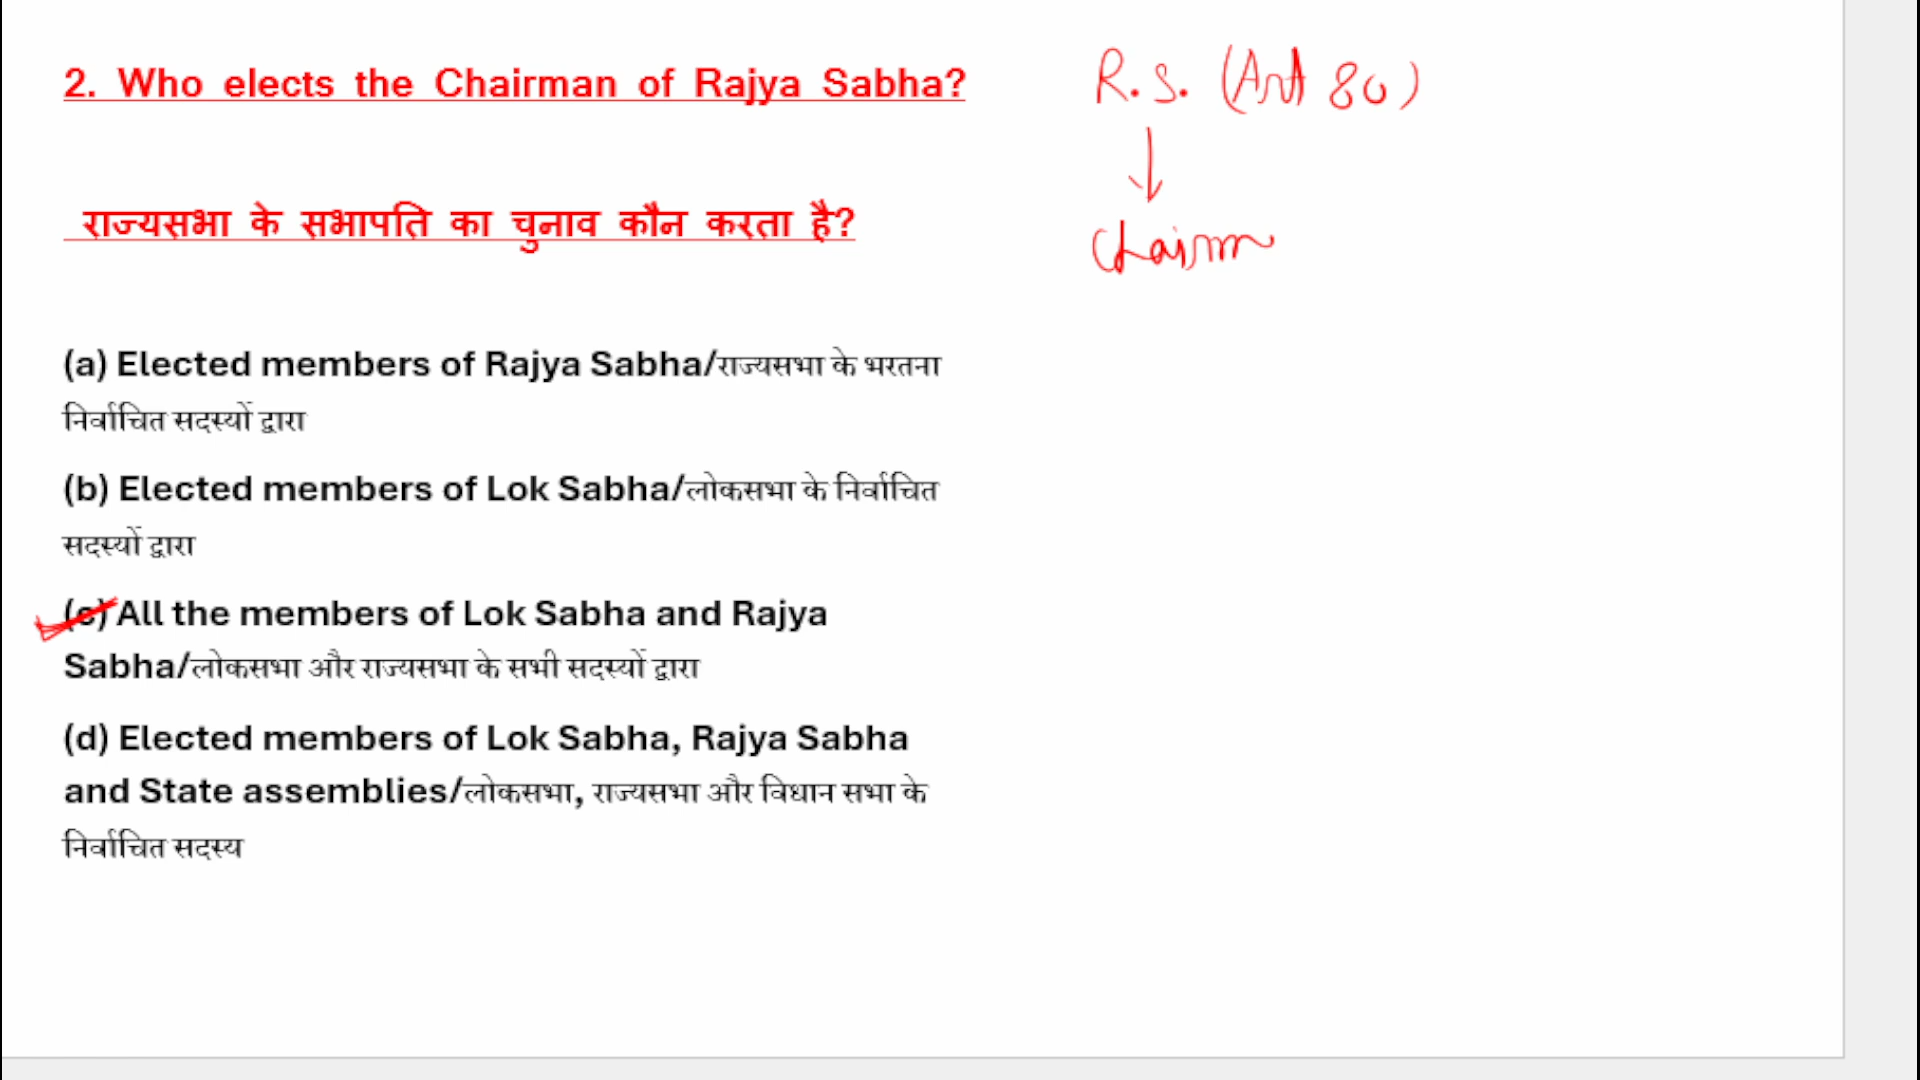 2. Who elects the Chairman of Rajya Sabha?
R.S. (Art 80)
राज्यसभा के सभापति का चुनाव कौन करता है?
Chairm
(a) Elected members of Rajya Sabha/राज्यसभा के भरतना
निर्वाचित सदस्यों द्वारा
(b) Elected members of Lok Sabha/लोकसभा के निर्वाचित
सदस्यों द्वारा
(c) All the members of Lok Sabha and Rajya
Sabha/लोकसभा और राज्यसभा के सभी सदस्यों द्वारा
(d) Elected members of Lok Sabha, Rajya Sabha
and State assemblies/लोकसभा, राज्यसभा और विधान सभा के
निर्वाचित सदस्य